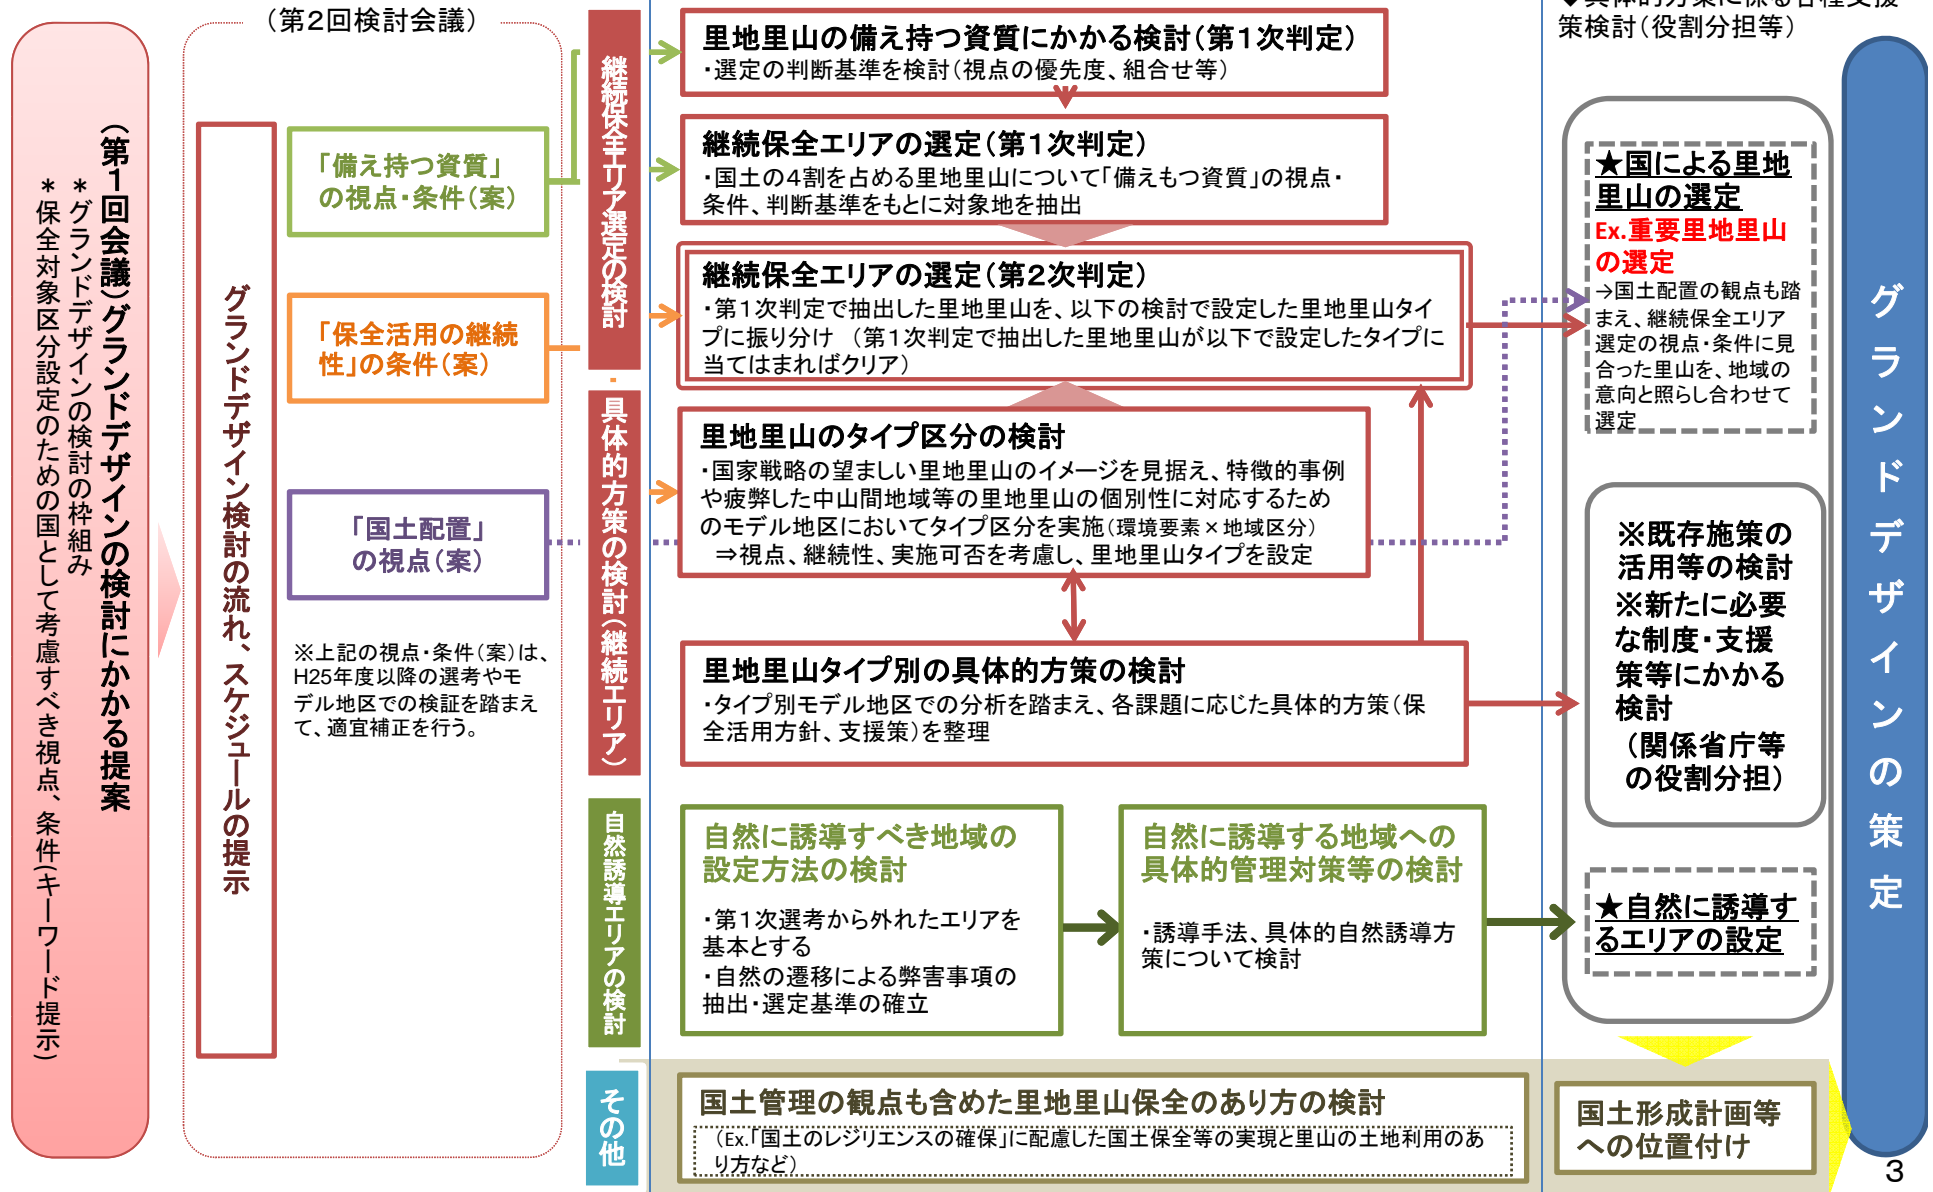 (第1回会議)グランドデザインの検討にかかる提案
＊グランドデザインの検討の枠組み
＊保全対象区分設定のための国として考慮すべき視点、条件(キーワード提示)
(第2回検討会議)
グランドデザイン検討の流れ、スケジュールの提示
「備え持つ資質」
の視点・条件(案)
「保全活用の継続
性」の条件(案)
「国土配置」
の視点(案)
※上記の視点・条件(案)は、
H25年度以降の選考やモ
デル地区での検証を踏まえ
て、適宜補正を行う。
継続保全エリア選定の検討
・
具体的方策の検討(継続エリア)
自然誘導エリアの検討
その他
里地里山の備え持つ資質にかかる検討(第1次判定)
・選定の判断基準を検討(視点の優先度、組合せ等)
継続保全エリアの選定(第1次判定)
・国土の4割を占める里地里山について「備えもつ資質」の視点・
条件、判断基準をもとに対象地を抽出
継続保全エリアの選定(第2次判定)
・第1次判定で抽出した里地里山を、以下の検討で設定した里地里山タイ
プに振り分け (第1次判定で抽出した里地里山が以下で設定したタイプに
当てはまればクリア)
里地里山のタイプ区分の検討
・国家戦略の望ましい里地里山のイメージを見据え、特徴的事例
や疲弊した中山間地域等の里地里山の個別性に対応するため
のモデル地区においてタイプ区分を実施(環境要素×地域区分)
⇒視点、継続性、実施可否を考慮し、里地里山タイプを設定
里地里山タイプ別の具体的方策の検討
・タイプ別モデル地区での分析を踏まえ、各課題に応じた具体的方策(保
全活用方針、支援策)を整理
自然に誘導すべき地域の
設定方法の検討
・第1次選考から外れたエリアを
基本とする
・自然の遷移による弊害事項の
抽出・選定基準の確立
自然に誘導する地域への
具体的管理対策等の検討
・誘導手法、具体的自然誘導方
策について検討
国土管理の観点も含めた里地里山保全のあり方の検討
(Ex.「国土のレジリエンスの確保」に配慮した国土保全等の実現と里山の土地利用のあ
り方など)
◆具体的方策に係る各種支援
策検討(役割分担等)
★国による里地
里山の選定
Ex.重要里地里山
の選定
→国土配置の観点も踏
まえ、継続保全エリア
選定の視点・条件に見
合った里山を、地域の
意向と照らし合わせて
選定
※既存施策の
活用等の検討
※新たに必要
な制度・支援
策等にかかる
検討
(関係省庁等
の役割分担)
★自然に誘導す
るエリアの設定
国土形成計画等
への位置付け
グランドデザインの策定
3